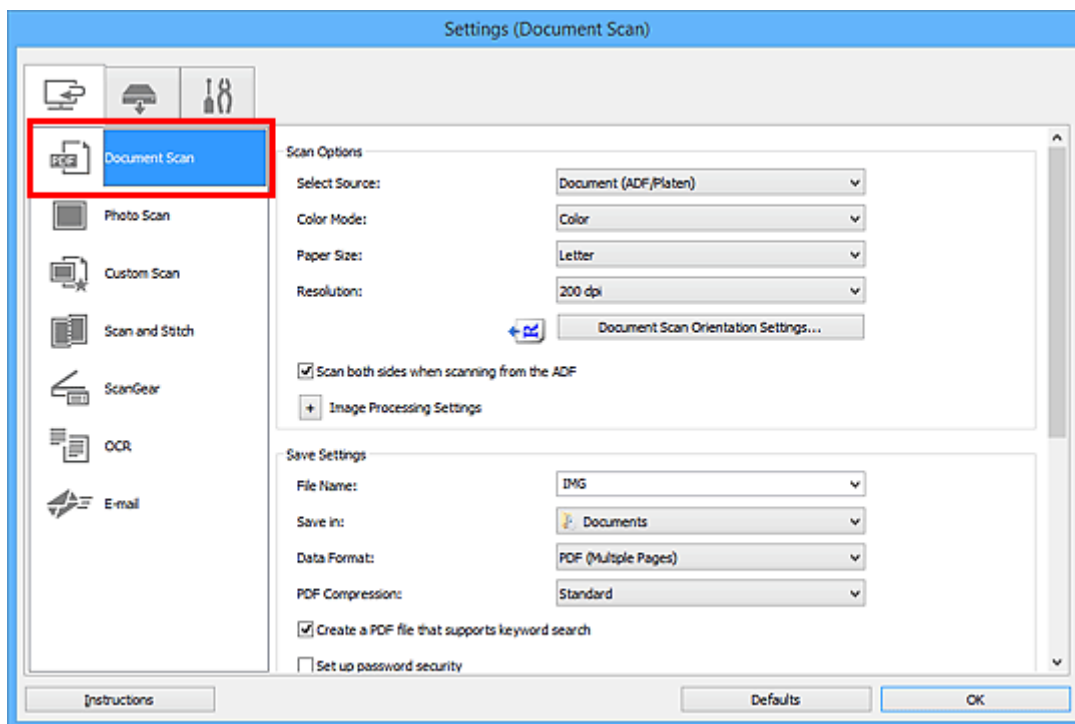 Settings (Document Scan)
PDF
Document Scan
Photo Scan
Custom Scan
Scan and Stitch
ScanGear
OCR
E-mail
Scan Options
Select Source: Document (ADF/Platen)
Color Mode: Color
Paper Size: Letter
Resolution: 200 dpi
R Document Scan Orientation Settings...
Scan both sides when scanning from the ADF
+ Image Processing Settings
Save Settings
File Name: IMG
Save in: Documents
Data Format: PDF (Multiple Pages)
PDF Compression: Standard
Create a PDF file that supports keyword search
Set up password security
Instructions Defaults OK